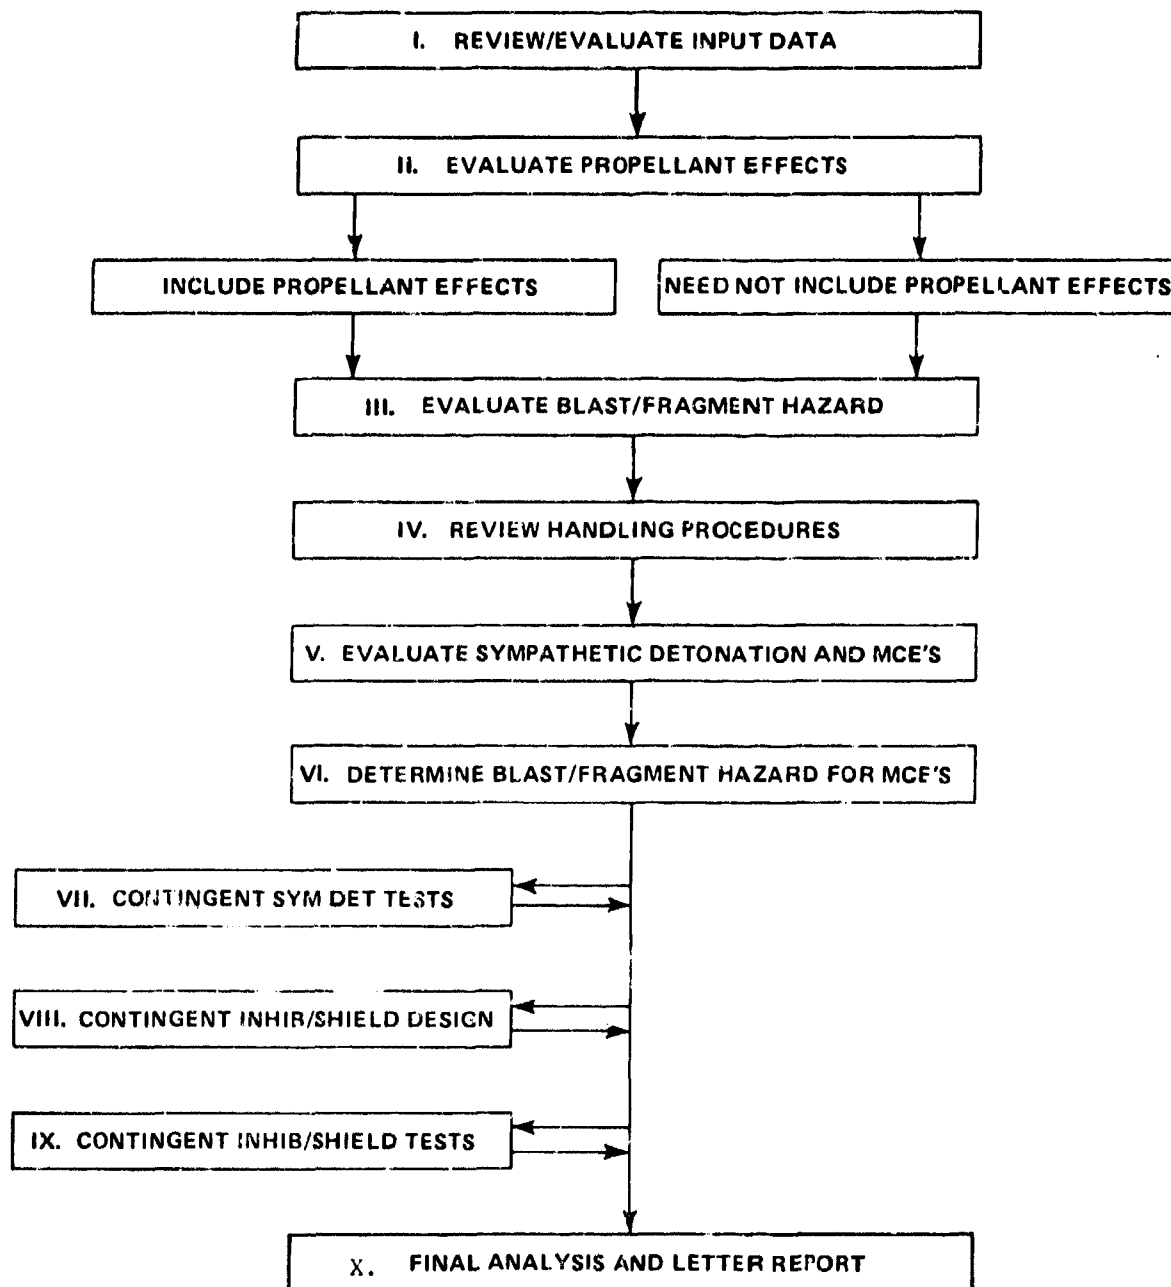 I. REVIEW/EVALUATE INPUT DATA
II. EVALUATE PROPELLANT EFFECTS
INCLUDE PROPELLANT EFFECTS
NEED NOT INCLUDE PROPELLANT EFFECTS
III. EVALUATE BLAST/FRAGMENT HAZARD
IV. REVIEW HANDLING PROCEDURES
V. EVALUATE SYMPATHETIC DETONATION AND MCE'S
VI. DETERMINE BLAST/FRAGMENT HAZARD FOR MCE'S
VII. CONTINGENT SYM DET TESTS
VIII. CONTINGENT INHIB/SHIELD DESIGN
IX. CONTINGENT INHIB/SHIELD TESTS
X. FINAL ANALYSIS AND LETTER REPORT